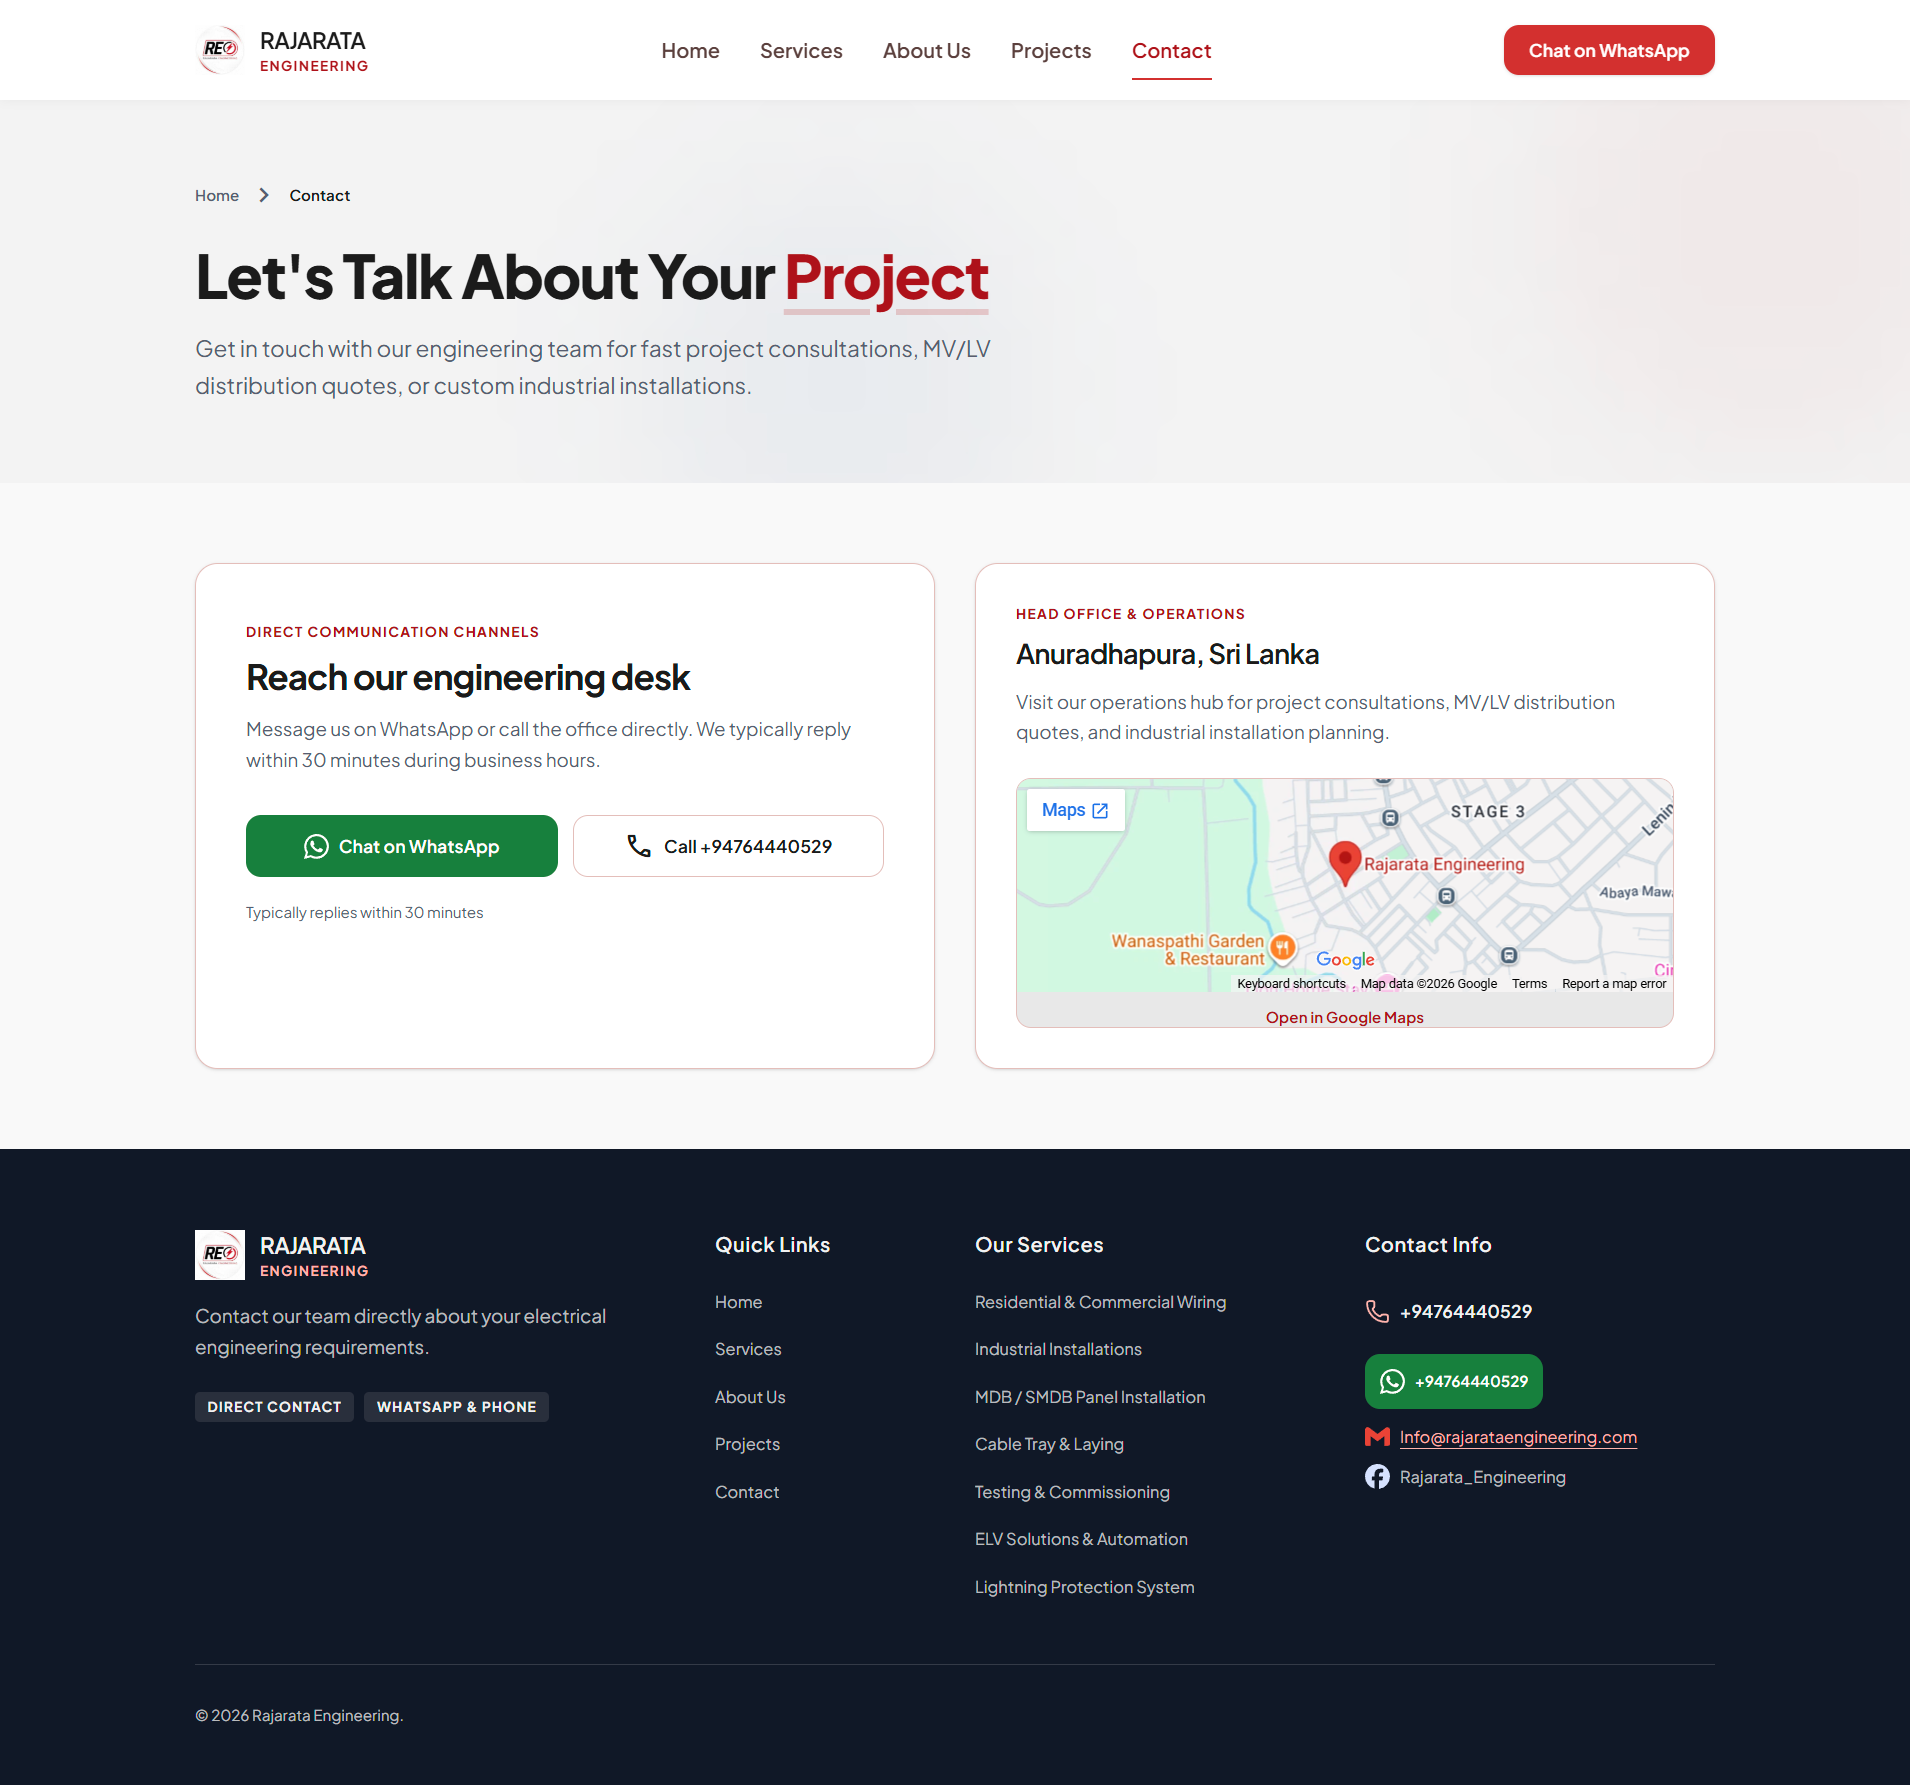 REO
RAJARATA
ENGINEERING
Home
Services
About Us
Projects
Contact
Chat on WhatsApp
Home
Contact
Let's Talk About Your Project
Get in touch with our engineering team for fast project consultations, MV/LV
distribution quotes, or custom industrial installations.
DIRECT COMMUNICATION CHANNELS
Reach our engineering desk
Message us on WhatsApp or call the office directly. We typically reply
within 30 minutes during business hours.
Chat on WhatsApp
Call +94764440529
Typically replies within 30 minutes
HEAD OFFICE & OPERATIONS
Anuradhapura, Sri Lanka
Visit our operations hub for project consultations, MV/LV distribution
quotes, and industrial installation planning.
Maps
STAGE 3
Lenin
Rajarata Engineering
Abaya Mawa
Wanaspathi Garden
& Restaurant
Google
Cin
Keyboard shortcuts
Map data ©2026 Google
Terms
Report a map error
Open in Google Maps
REO
RAJARATA
ENGINEERING
Contact our team directly about your electrical
engineering requirements.
DIRECT CONTACT
WHATSAPP & PHONE
Quick Links
Home
Services
About Us
Projects
Contact
Our Services
Residential & Commercial Wiring
Industrial Installations
MDB / SMDB Panel Installation
Cable Tray & Laying
Testing & Commissioning
ELV Solutions & Automation
Lightning Protection System
Contact Info
+94764440529
+94764440529
Info@rajarataengineering.com
Rajarata_Engineering
© 2026 Rajarata Engineering.